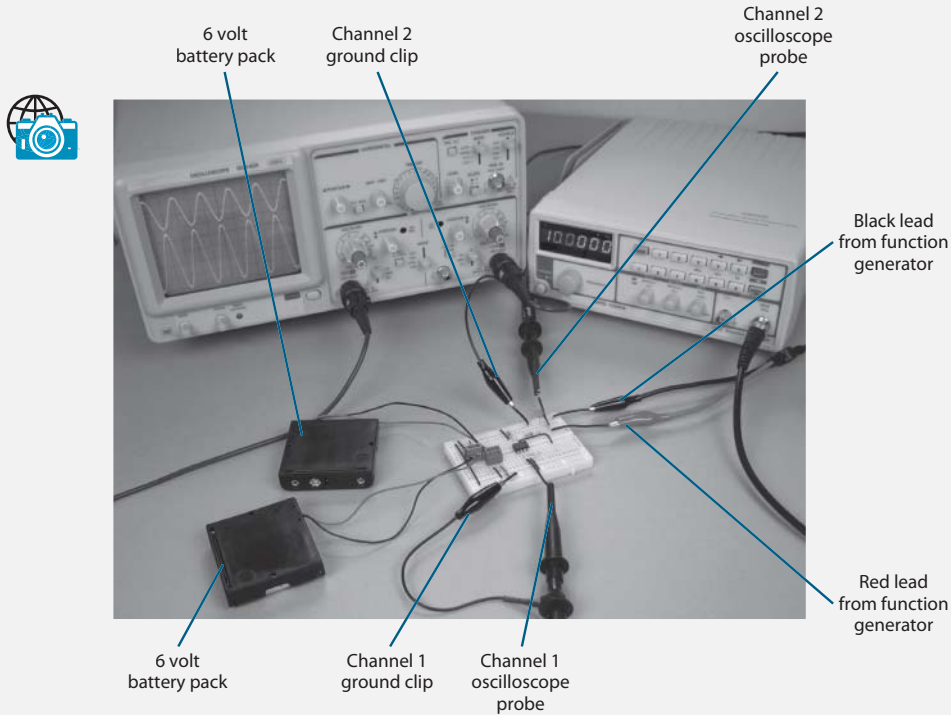 6 volt
battery pack
Channel 2
ground clip
Channel 2
oscilloscope
probe
OSCILLOSCOPE
10.0000
Black lead
from function
generator
Red lead
from function
generator
6 volt
battery pack
Channel 1
ground clip
Channel 1
oscilloscope
probe